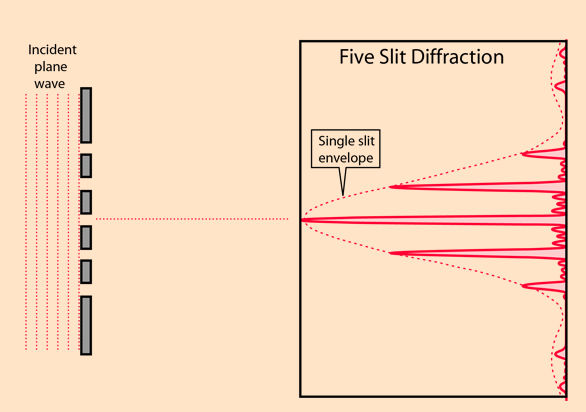 Incident
plane
wave
Five Slit Diffraction
Single slit
envelope